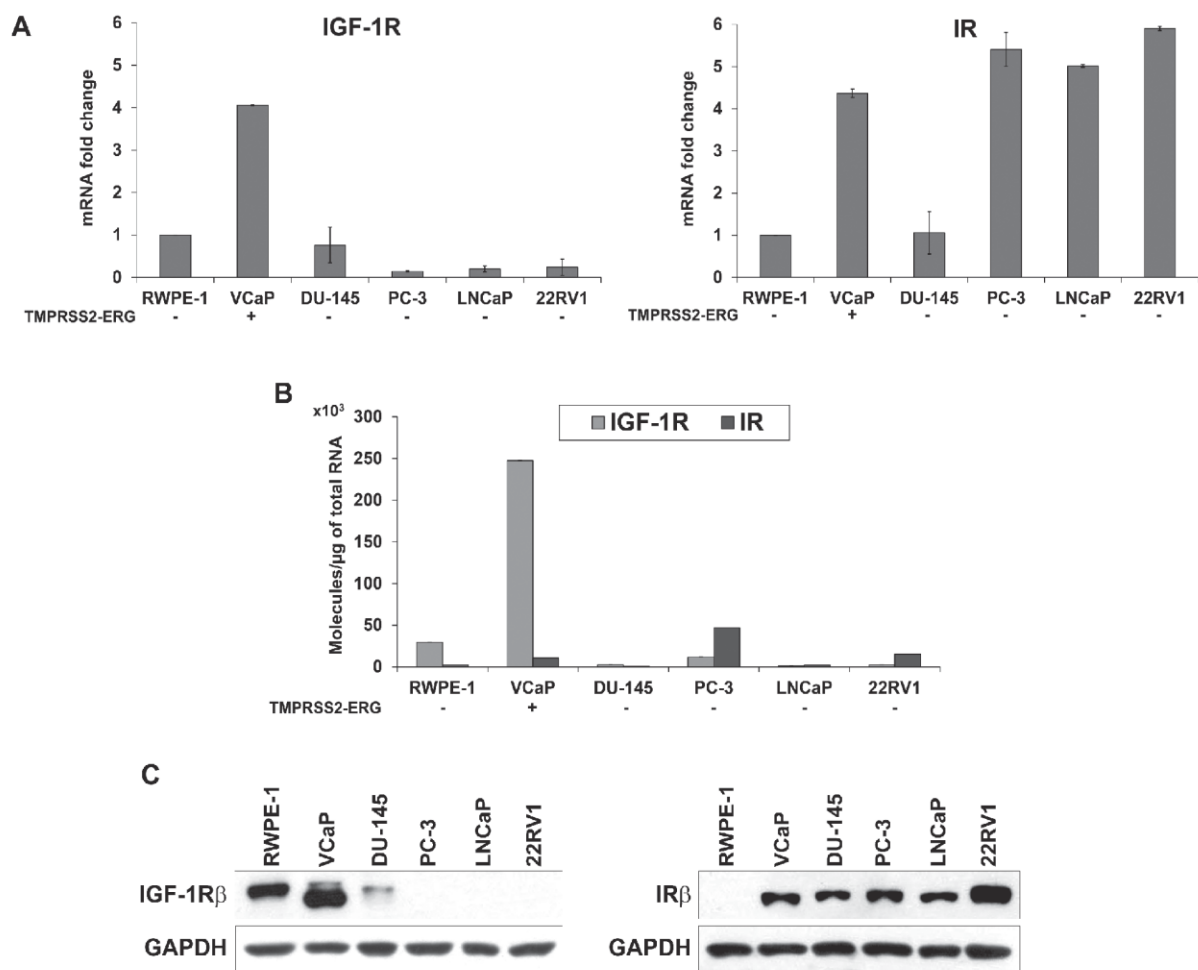 A
IGF-1R
mRNA fold change
6
5
4
3
2
1
0
RWPE-1 VCaP DU-145 PC-3 LNCaP 22RV1
TMPRSS2-ERG - + - - - -
IR
mRNA fold change
6
5
4
3
2
1
0
RWPE-1 VCaP DU-145 PC-3 LNCaP 22RV1
TMPRSS2-ERG - + - - - -
B
x10³
IGF-1R IR
Molecules/µg of total RNA
300
250
200
150
100
50
0
RWPE-1 VCaP DU-145 PC-3 LNCaP 22RV1
TMPRSS2-ERG - + - - - -
C
RWPE-1 VCaP DU-145 PC-3 LNCaP 22RV1
IGF-1Rβ
GAPDH
RWPE-1 VCaP DU-145 PC-3 LNCaP 22RV1
IRβ
GAPDH